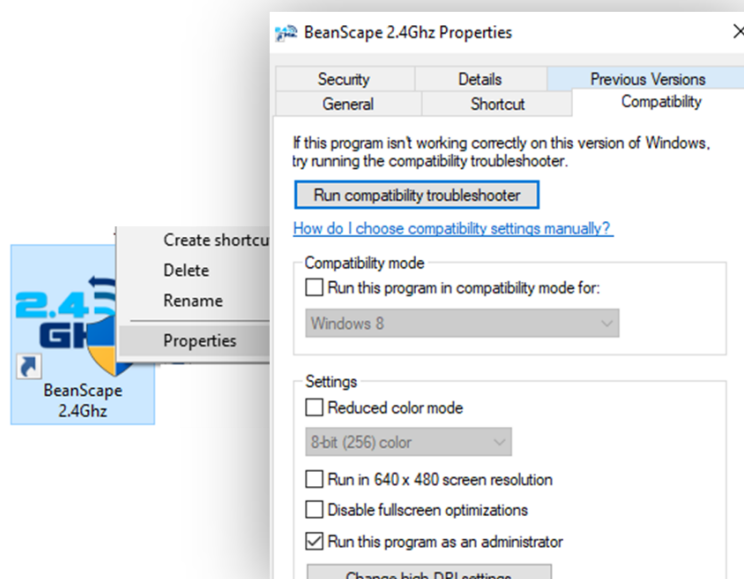 BeanScape 2.4Ghz Properties
Security Details Previous Versions
General Shortcut Compatibility
If this program isn't working correctly on this version of Windows,
try running the compatibility troubleshooter.
Run compatibility troubleshooter
How do I choose compatibility settings manually?
Compatibility mode
Run this program in compatibility mode for:
Windows 8
Settings
Reduced color mode
8-bit (256) color
Run in 640 x 480 screen resolution
Disable fullscreen optimizations
Run this program as an administrator
Change high DPI settings
Create shortcu
Delete
Rename
Properties
2.4
GH
BeanScape
2.4Ghz